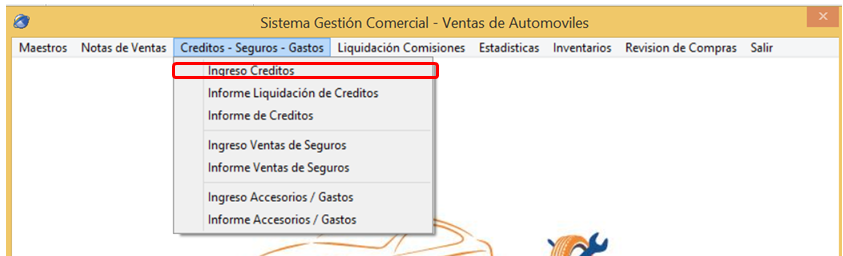 Sistema Gestión Comercial - Ventas de Automoviles
Maestros Notas de Ventas Creditos - Seguros - Gastos Liquidación Comisiones Estadisticas Inventarios Revision de Compras Salir
Ingreso Creditos
Informe Liquidación de Creditos
Informe de Creditos
Ingreso Ventas de Seguros
Informe Ventas de Seguros
Ingreso Accesorios / Gastos
Informe Accesorios / Gastos